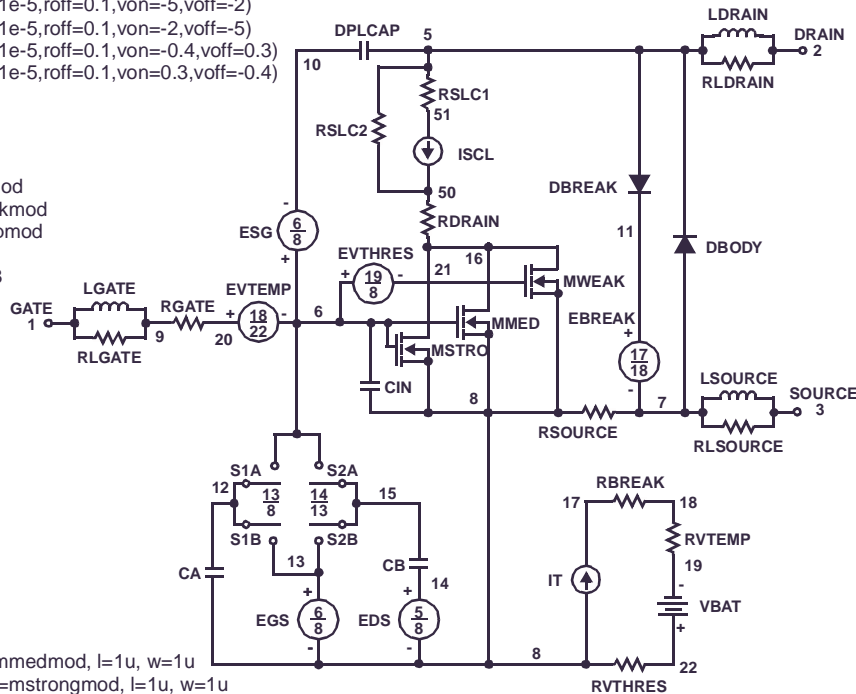 1e-5,roff=0.1,von=-5,voff=-2)
1e-5,roff=0.1,von=-2,voff=-5)
1e-5,roff=0.1,von=-0.4,voff=0.3)
1e-5,roff=0.1,von=0.3,voff=-0.4)
LDRAIN
DPLCAP 5 DRAIN
10 2
RLDRAIN
RSLC1
51
RSLC2
ISCL
50
od
kmod
omod
DBREAK
RDRAIN
- 6/8 +
ESG
11
DBODY
EVTHRES
+ 19/8 -
21 16
MWEAK
LGATE
EVTEMP
GATE
1
RGATE
+ 18/22 -
6
EBREAK
+ 17/18 -
MMED
9 20
RLGATE
MSTRO
CIN
LSOURCE
SOURCE
3
8 7
RSOURCE
RLSOURCE
S1A S2A
12 13/8 14/13 15
S1B S2B
RBREAK
17 18
RVTEMP
13
CA CB
19
IT
-
VBAT
+
14
+ +
EGS 6/8 EDS 5/8
- -
8 22
RVTHRES
mmedmod, l=1u, w=1u
=mstrongmod, l=1u, w=1u